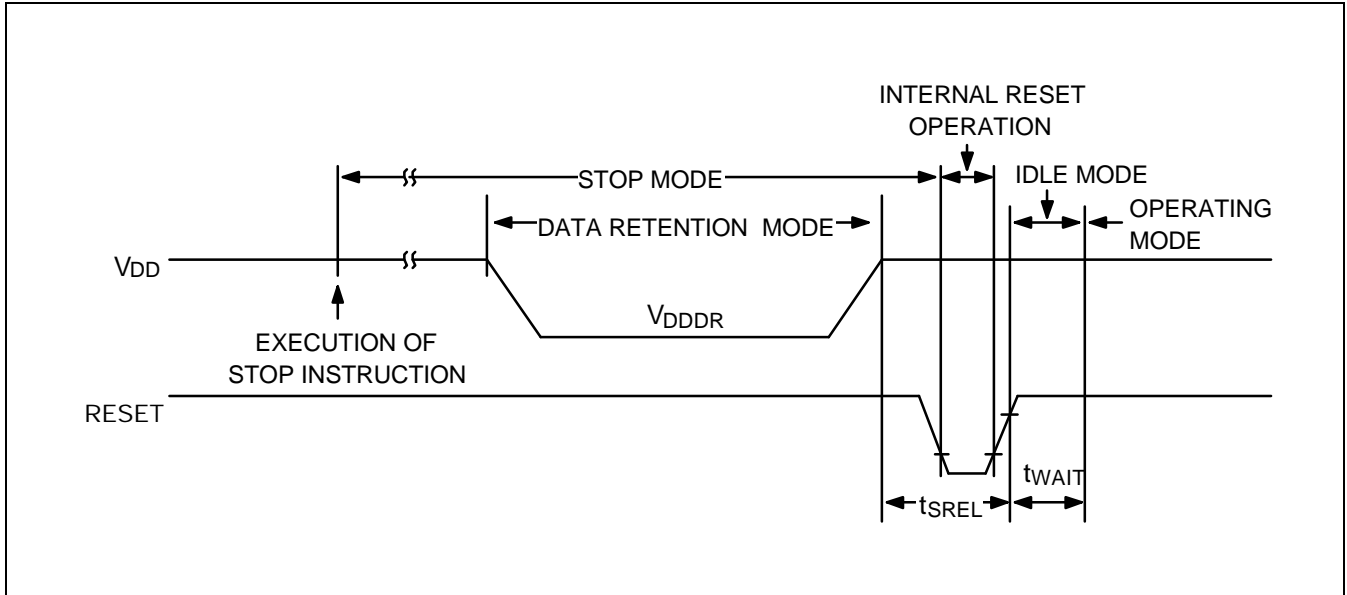 INTERNAL RESET
OPERATION
STOP MODE
IDLE MODE
DATA RETENTION MODE
OPERATING
MODE
VDD
VDDDR
EXECUTION OF
STOP INSTRUCTION
RESET
tWAIT
tSREL